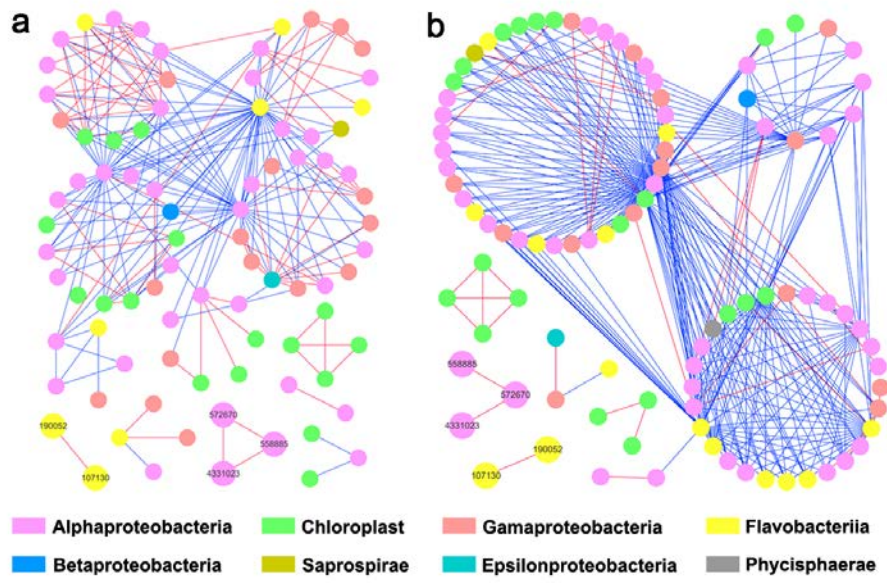 a
b
572670
558885
4331023
190052
107130
558885
572670
4331023
190052
107130
Alphaproteobacteria
Chloroplast
Gamaproteobacteria
Flavobacteriia
Betaproteobacteria
Saprospirae
Epsilonproteobacteria
Phycisphaerae